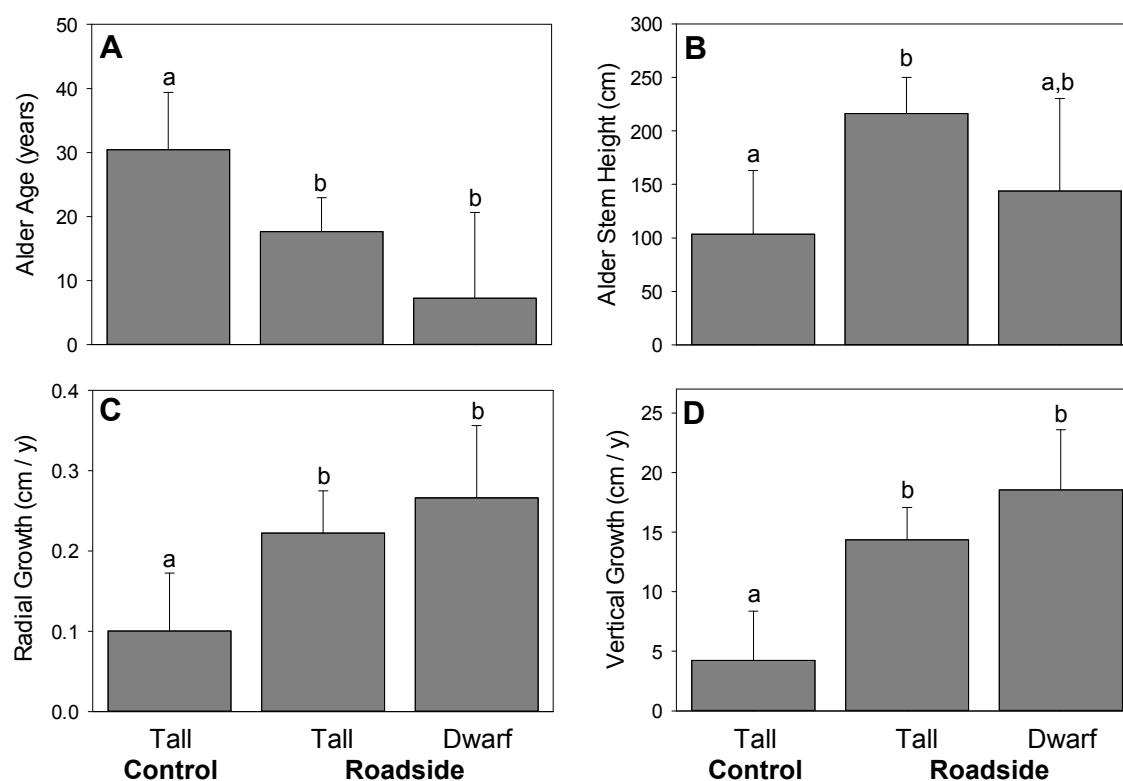 A
Alder Age (years)
50
40
30
20
10
0
a
b
b
B
Alder Stem Height (cm)
300
250
200
150
100
50
0
a
b
a,b
C
Radial Growth (cm / y)
0.4
0.3
0.2
0.1
0.0
a
b
b
D
Vertical Growth (cm / y)
25
20
15
10
5
0
a
b
b
Tall Tall Dwarf
Control Roadside
Tall Tall Dwarf
Control Roadside